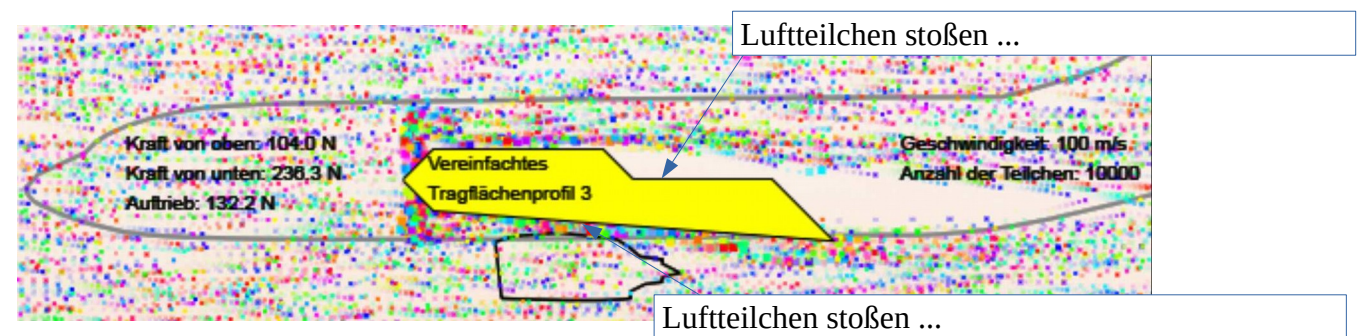 Luftteilchen stoßen ...
Kraft von oben: 104.0 N
Kraft von unten: 236.3 N
Auftrieb: 132.2 N
Vereinfachtes
Tragflächenprofil 3
Geschwindigkeit: 100 m/s
Anzahl der Teilchen: 10000
Luftteilchen stoßen ...